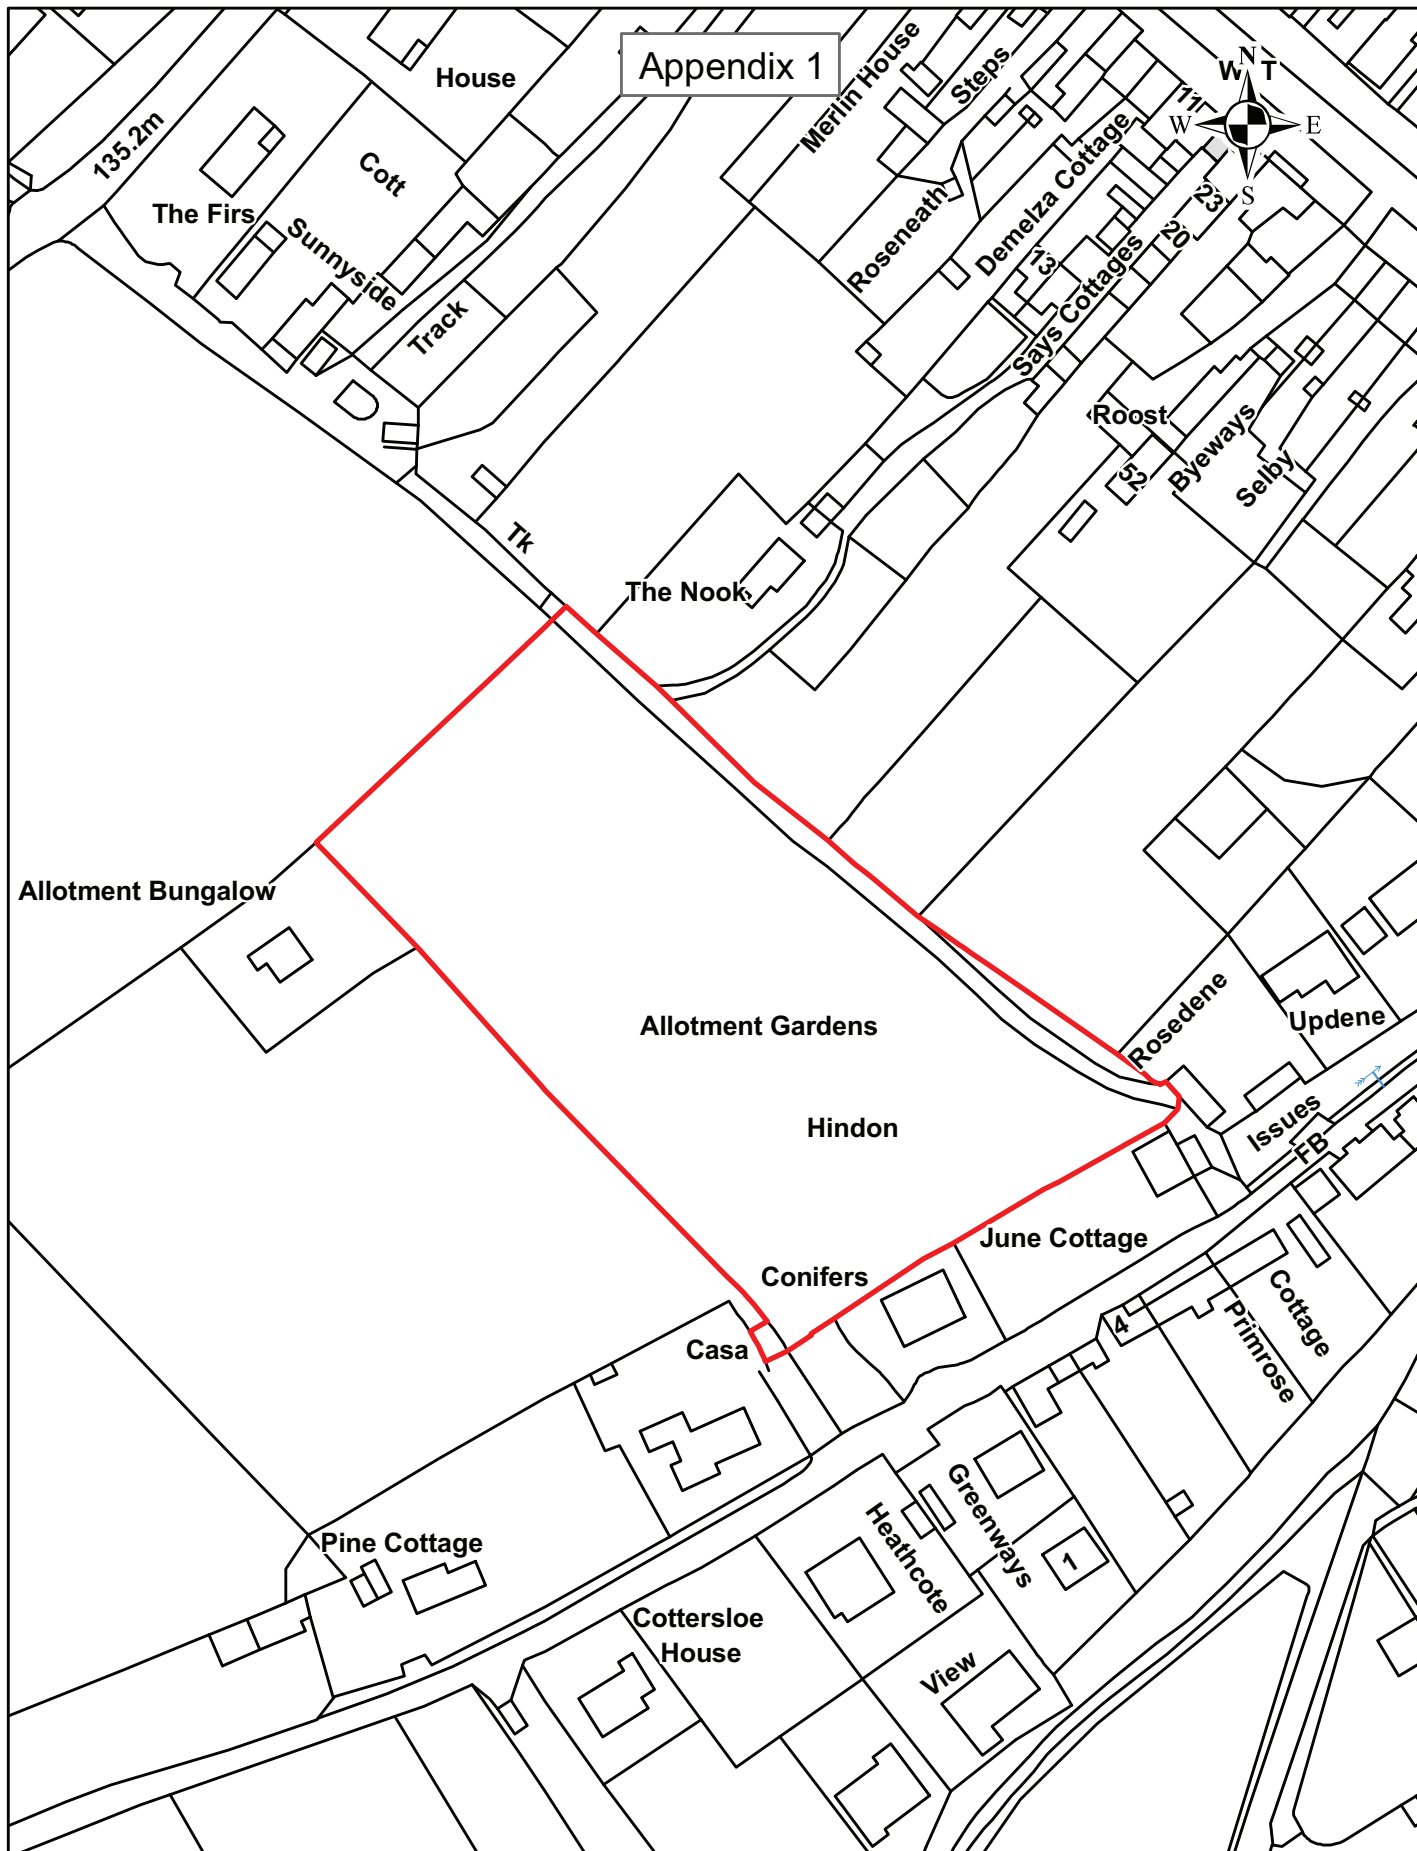 Appendix 1
House
Merlin House
Steps
W T
N
W
E
S
11
135.2m
Cott
The Firs
Sunnyside
Track
Roseneath
Demelza Cottage
13
Says Cottages
20
23
Roost
52
Byeways
Selby
Tk
The Nook
Allotment Bungalow
Allotment Gardens
Rosedene
Updene
Hindon
Issues
FB
June Cottage
Conifers
Casa
4
Primrose
Cottage
Pine Cottage
Heathcote
Greenways
1
Cottersloe
House
View